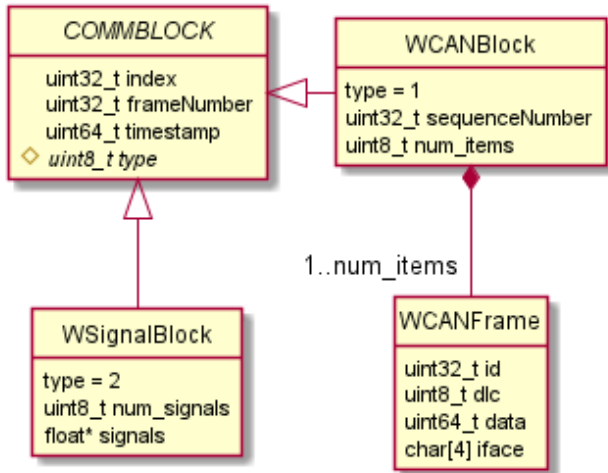 COMMBLOCK
uint32_t index
uint32_t frameNumber
uint64_t timestamp
uint8_t type
WCANBlock
type = 1
uint32_t sequenceNumber
uint8_t num_items
1..num_items
WSignalBlock
type = 2
uint8_t num_signals
float* signals
WCANFrame
uint32_t id
uint8_t dlc
uint64_t data
char[4] iface